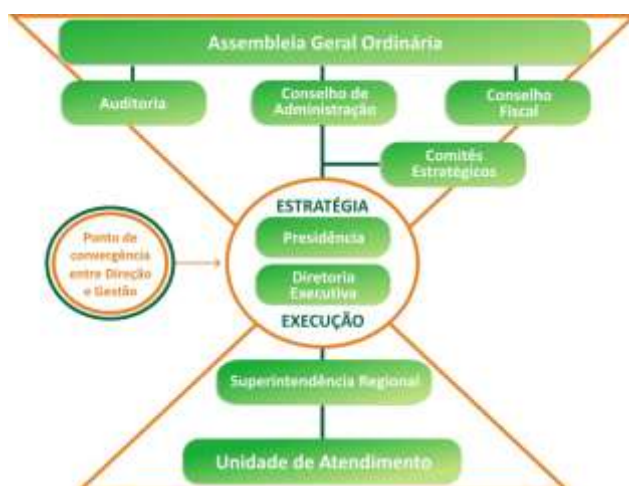 Assembleia Geral Ordinária
Auditoria
Conselho de
Administração
Conselho
Fiscal
Comitês
Estratégicos
ESTRATÉGIA
Presidência
Diretoria
Executiva
EXECUÇÃO
Ponto de
convergência
entre Direção
e Gestão
Superintendência Regional
Unidade de Atendimento